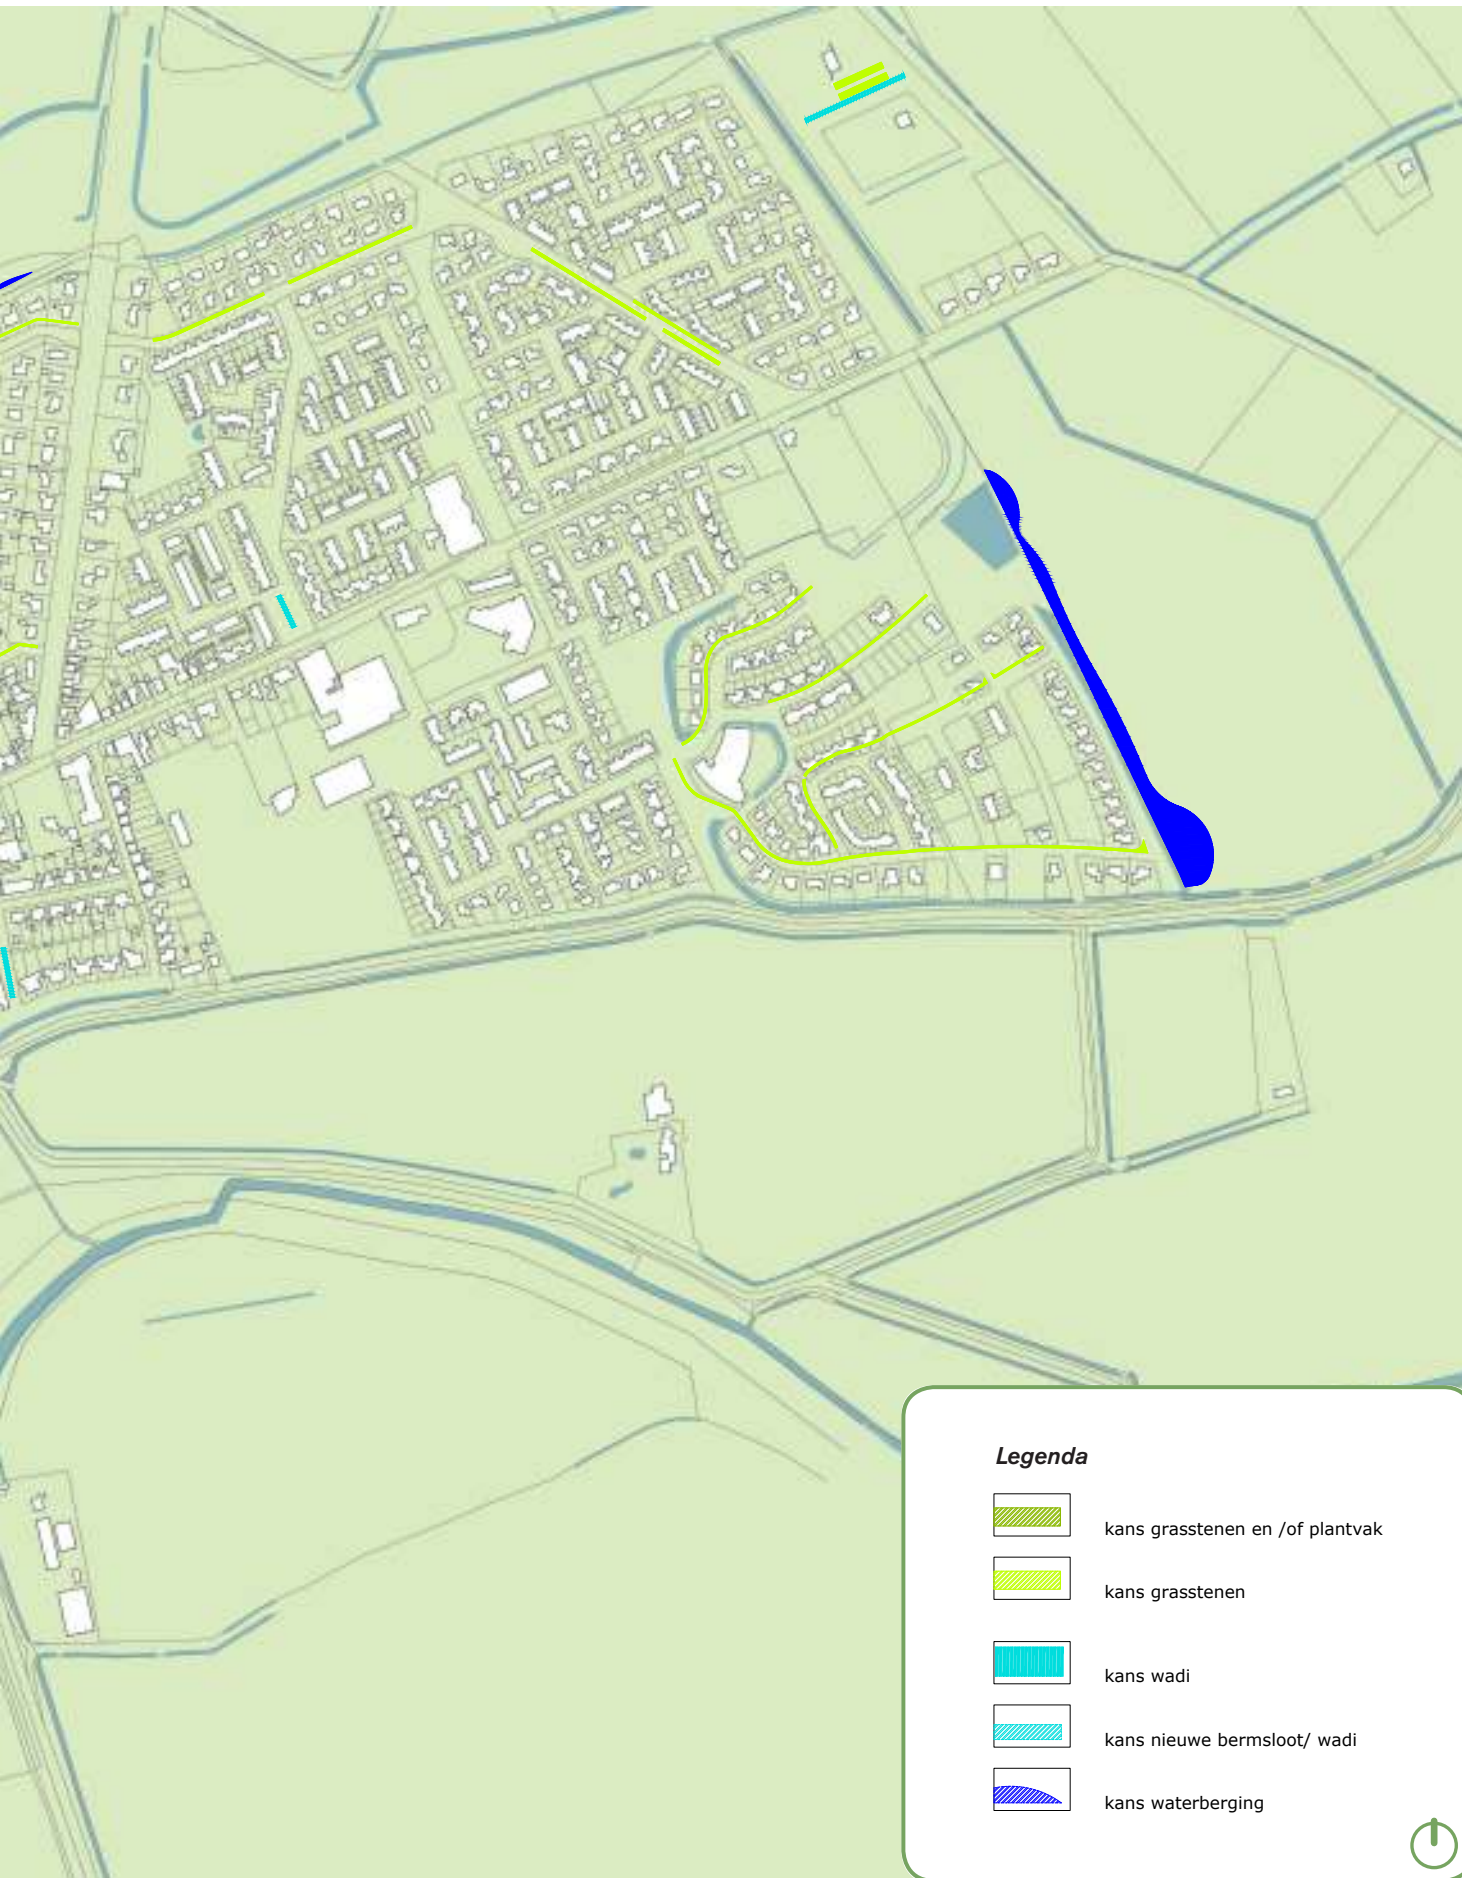 Legenda
kans grasstenen en /of plantvak
kans grasstenen
kans wadi
kans nieuwe bermsloot/ wadi
kans waterberging